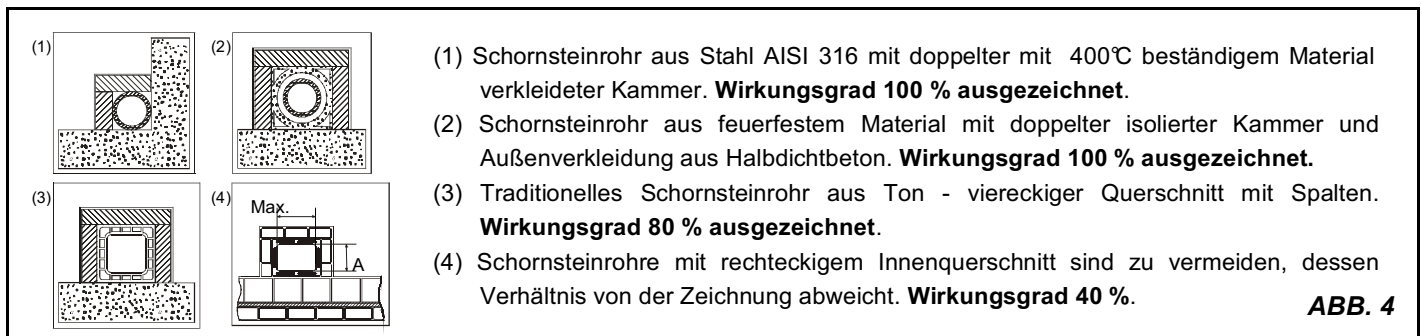 (1)
(2)
(3)
(4)
Max.
A
(1) Schornsteinrohr aus Stahl AISI 316 mit doppelter mit 400°C beständigem Material
verkleideter Kammer. Wirkungsgrad 100 % ausgezeichnet.
(2) Schornsteinrohr aus feuerfestem Material mit doppelter isolierter Kammer und
Außenverkleidung aus Halbdichtbeton. Wirkungsgrad 100 % ausgezeichnet.
(3) Traditionelles Schornsteinrohr aus Ton - viereckiger Querschnitt mit Spalten.
Wirkungsgrad 80 % ausgezeichnet.
(4) Schornsteinrohre mit rechteckigem Innenquerschnitt sind zu vermeiden, dessen
Verhältnis von der Zeichnung abweicht. Wirkungsgrad 40 %.
ABB. 4